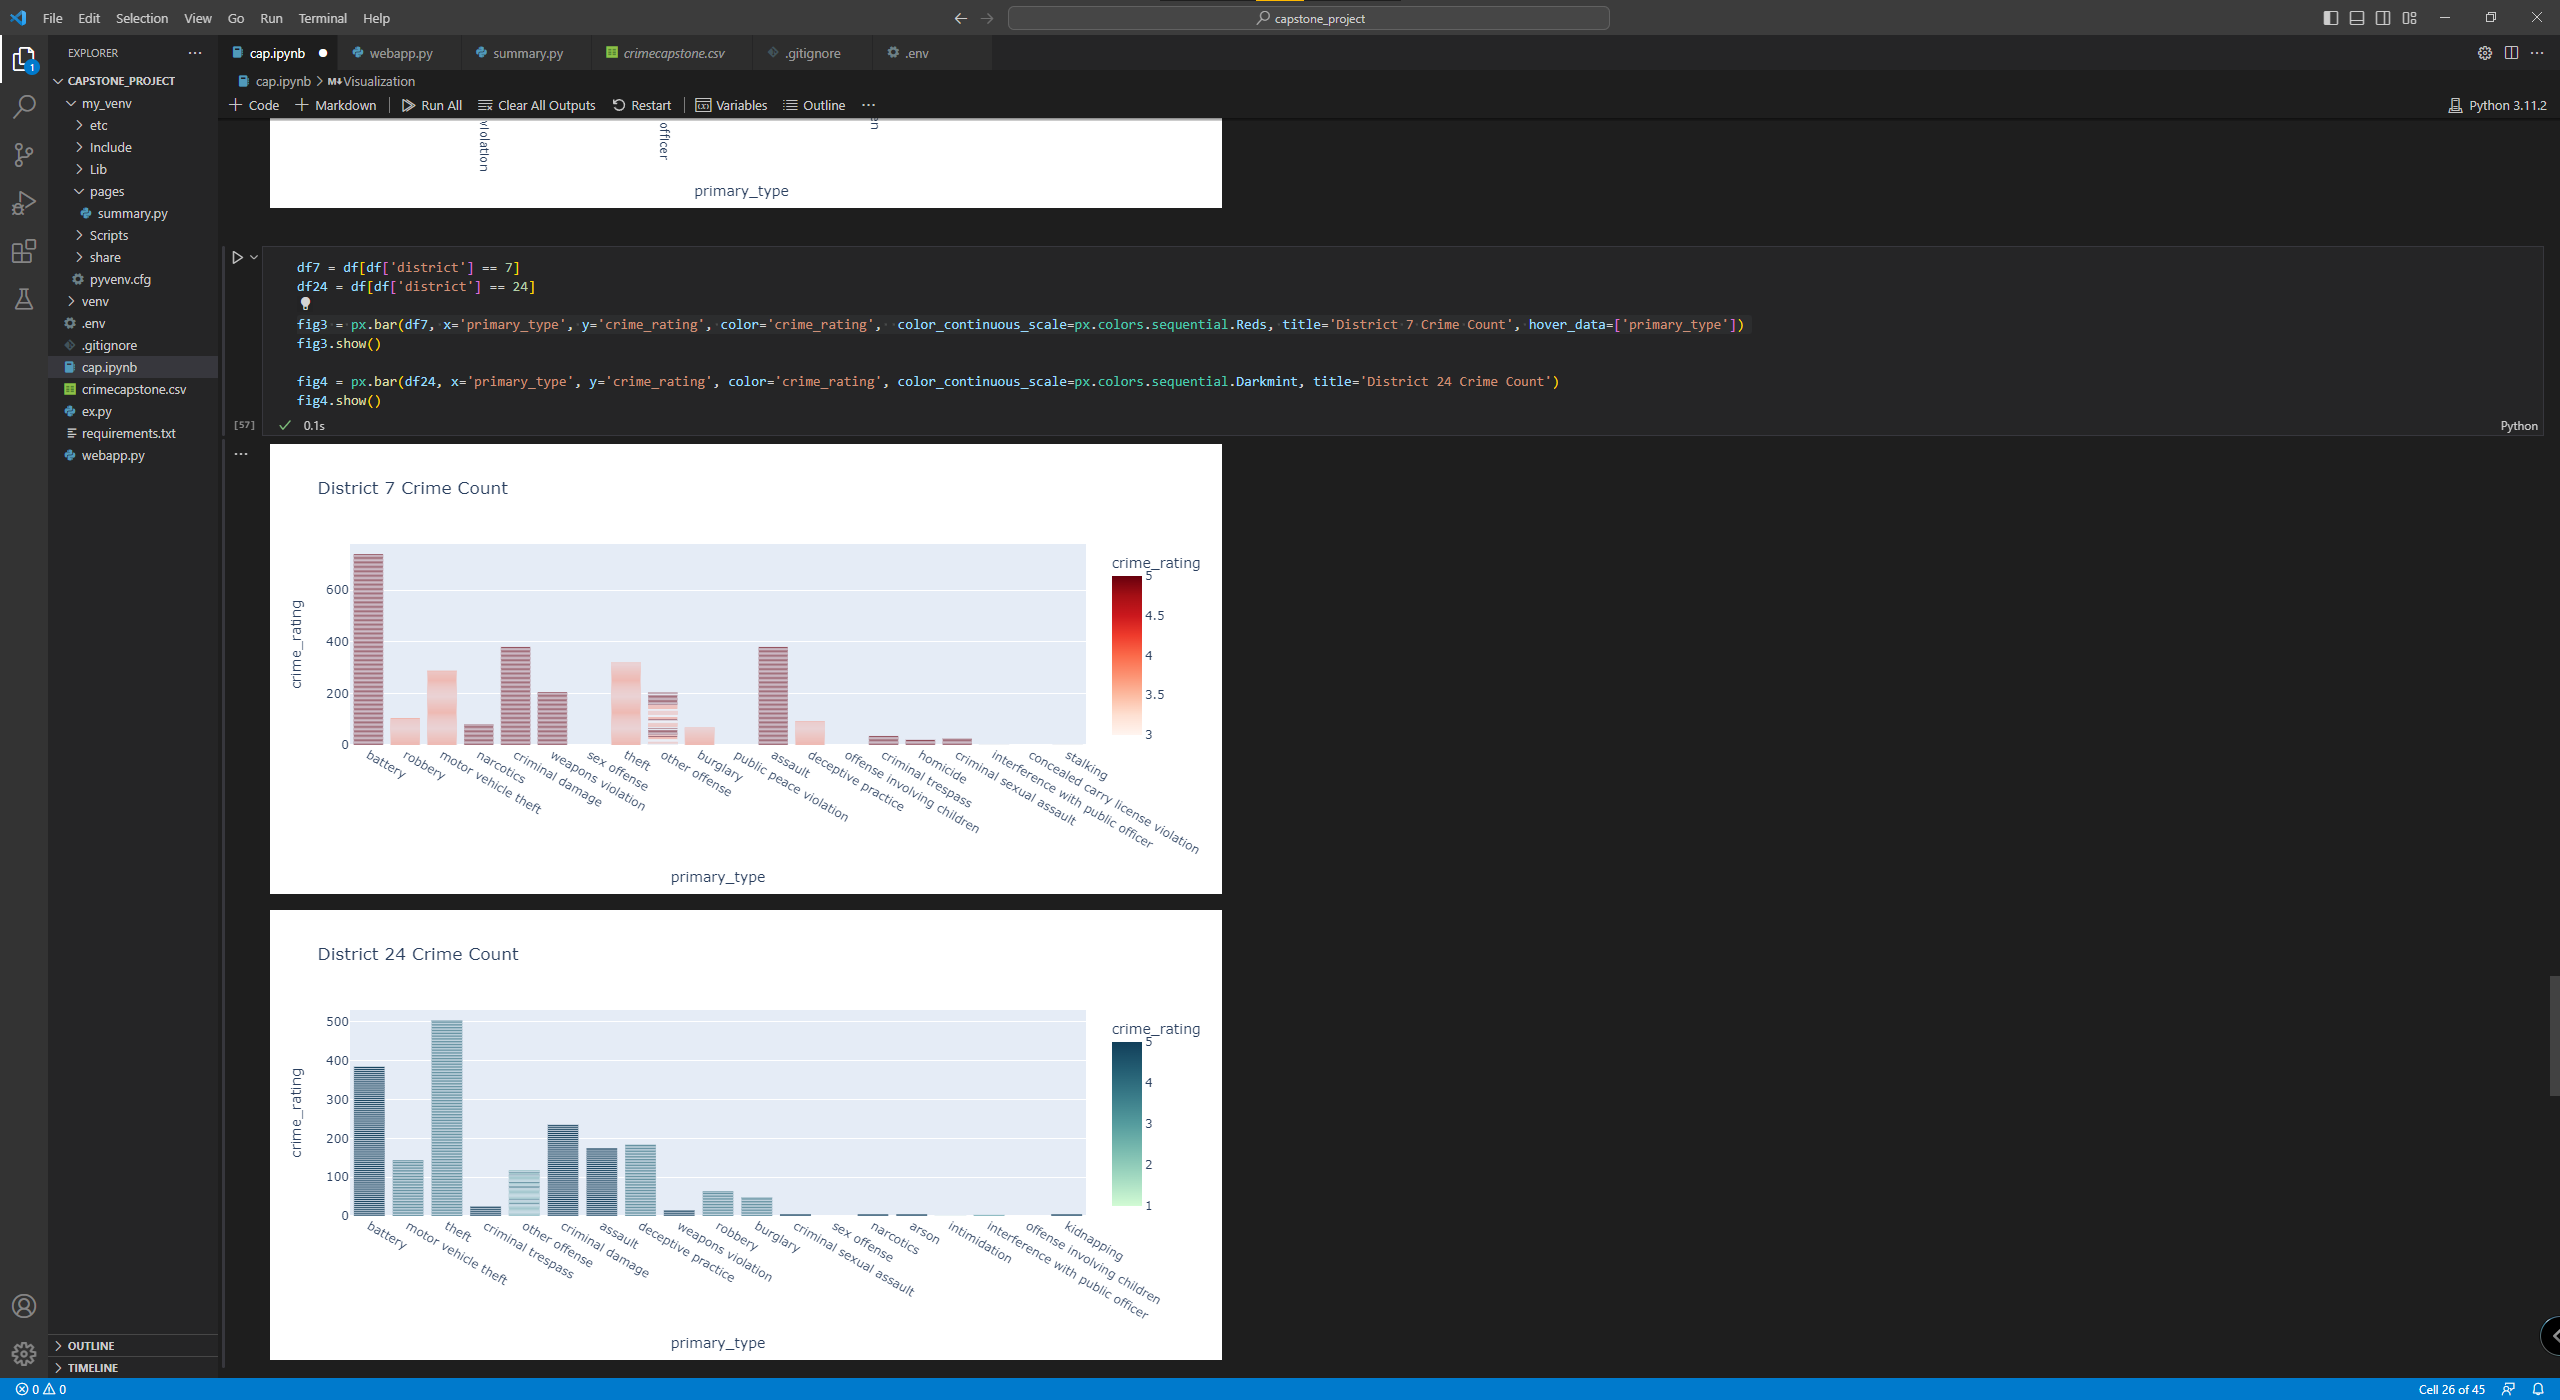 File Edit Selection View Go Run Terminal Help
capstone_project
EXPLORER
CAPSTONE_PROJECT
my_venv
etc
Include
Lib
pages
summary.py
Scripts
share
pyvenv.cfg
venv
.env
.gitignore
cap.ipynb
crimecapstone.csv
ex.py
requirements.txt
webapp.py
OUTLINE
TIMELINE
1
cap.ipynb webapp.py summary.py crimecapstone.csv .gitignore .env
cap.ipynb > M↓Visualization
Code Markdown Run All Clear All Outputs Restart Variables Outline
Python 3.11.2
violation
officer
en
primary_type
df7 = df[df['district'] == 7]
df24 = df[df['district'] == 24]
fig3 = px.bar(df7, x='primary_type', y='crime_rating', color='crime_rating',  color_continuous_scale=px.colors.sequential.Reds, title='District 7 Crime Count', hover_data=['primary_type'])
fig3.show()
fig4 = px.bar(df24, x='primary_type', y='crime_rating', color='crime_rating', color_continuous_scale=px.colors.sequential.Darkmint, title='District 24 Crime Count')
fig4.show()
[57] 0.1s
Python
District 7 Crime Count
crime_rating
600
400
200
0
battery
robbery
motor vehicle theft
narcotics
criminal damage
weapons violation
sex offense
theft
other offense
burglary
public peace violation
assault
deceptive practice
offense involving children
criminal trespass
homicide
criminal sexual assault
interference with public officer
concealed carry license violation
stalking
primary_type
crime_rating
5
4.5
4
3.5
3
District 24 Crime Count
crime_rating
500
400
300
200
100
0
battery
motor vehicle theft
theft
criminal trespass
other offense
criminal damage
assault
deceptive practice
weapons violation
robbery
burglary
criminal sexual assault
sex offense
narcotics
arson
intimidation
interference with public officer
offense involving children
kidnapping
primary_type
crime_rating
5
4
3
2
1
0 0
Cell 26 of 45